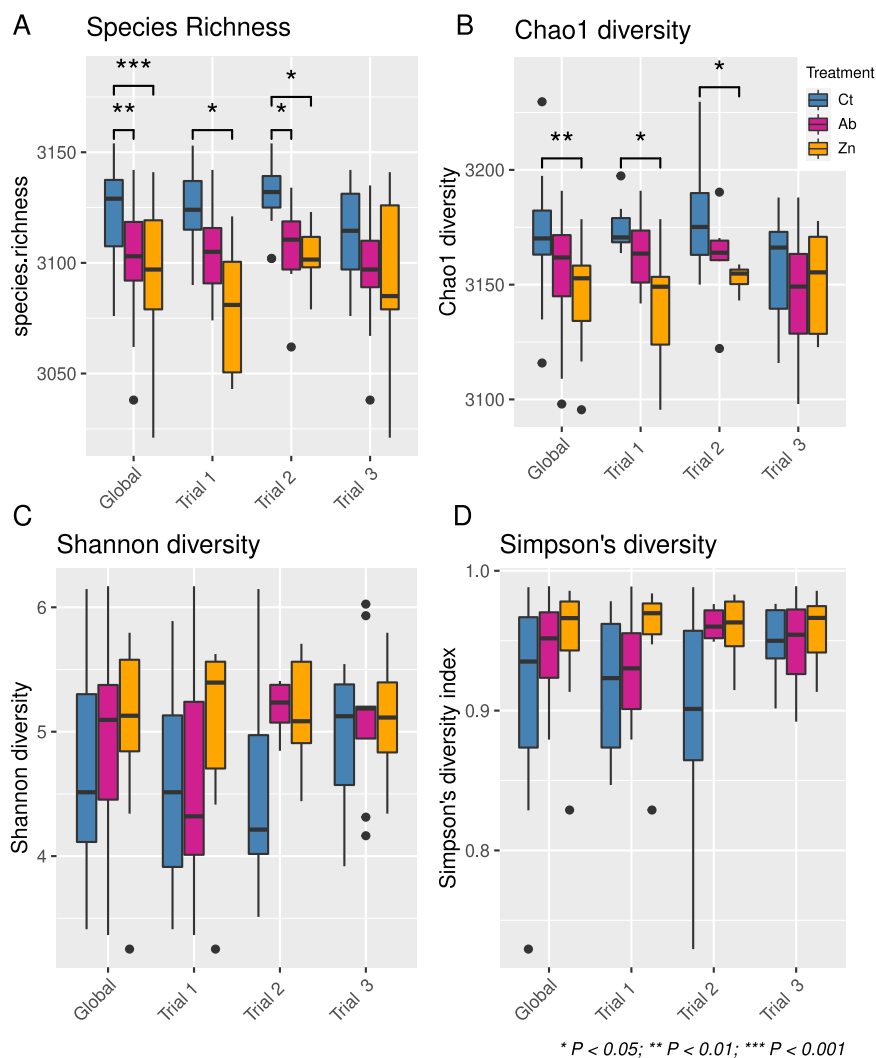 A
Species Richness
species.richness
3150
3100
3050
***
**
*
*
*
Global
Trial 1
Trial 2
Trial 3
B
Chao1 diversity
Chao1 diversity
3200
3150
3100
**
*
*
Treatment
Ct
Ab
Zn
Global
Trial 1
Trial 2
Trial 3
C
Shannon diversity
Shannon diversity
6
5
4
Global
Trial 1
Trial 2
Trial 3
D
Simpson's diversity
Simpson's diversity index
1.0
0.9
0.8
Global
Trial 1
Trial 2
Trial 3
* P < 0.05; ** P < 0.01; *** P < 0.001